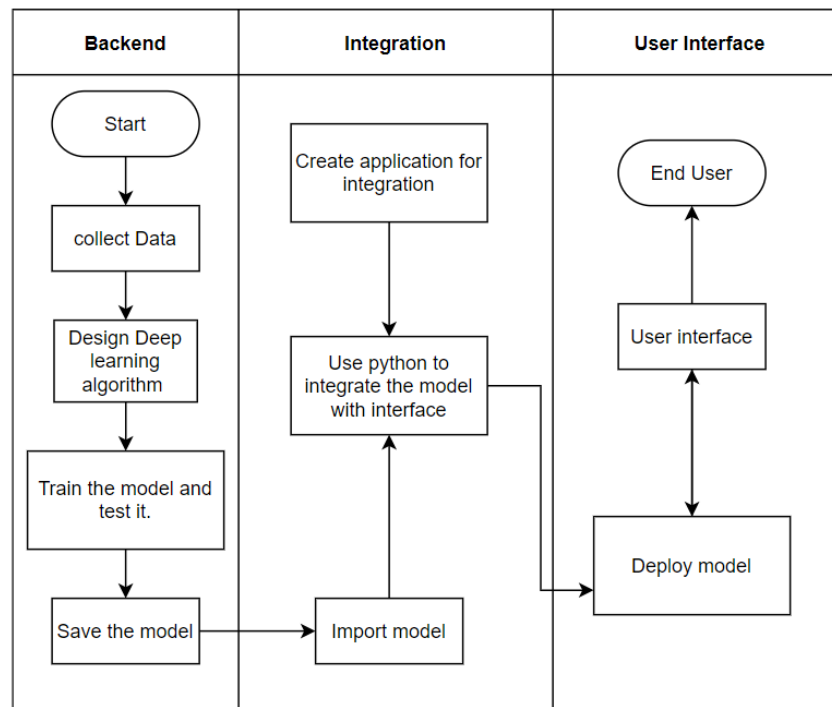 Backend
Integration
User Interface
Start
collect Data
Design Deep
learning
algorithm
Train the model and
test it.
Save the model
Create application for
integration
Use python to
integrate the model
with interface
Import model
End User
User interface
Deploy model